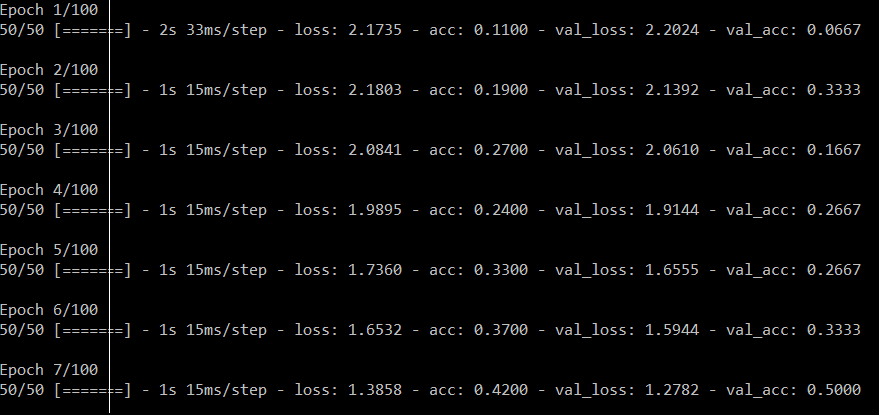 Epoch 1/100
50/50 [=======] - 2s 33ms/step - loss: 2.1735 - acc: 0.1100 - val_loss: 2.2024 - val_acc: 0.0667
Epoch 2/100
50/50 [=======] - 1s 15ms/step - loss: 2.1803 - acc: 0.1900 - val_loss: 2.1392 - val_acc: 0.3333
Epoch 3/100
50/50 [=======] - 1s 15ms/step - loss: 2.0841 - acc: 0.2700 - val_loss: 2.0610 - val_acc: 0.1667
Epoch 4/100
50/50 [=======] - 1s 15ms/step - loss: 1.9895 - acc: 0.2400 - val_loss: 1.9144 - val_acc: 0.2667
Epoch 5/100
50/50 [=======] - 1s 15ms/step - loss: 1.7360 - acc: 0.3300 - val_loss: 1.6555 - val_acc: 0.2667
Epoch 6/100
50/50 [=======] - 1s 15ms/step - loss: 1.6532 - acc: 0.3700 - val_loss: 1.5944 - val_acc: 0.3333
Epoch 7/100
50/50 [=======] - 1s 15ms/step - loss: 1.3858 - acc: 0.4200 - val_loss: 1.2782 - val_acc: 0.5000